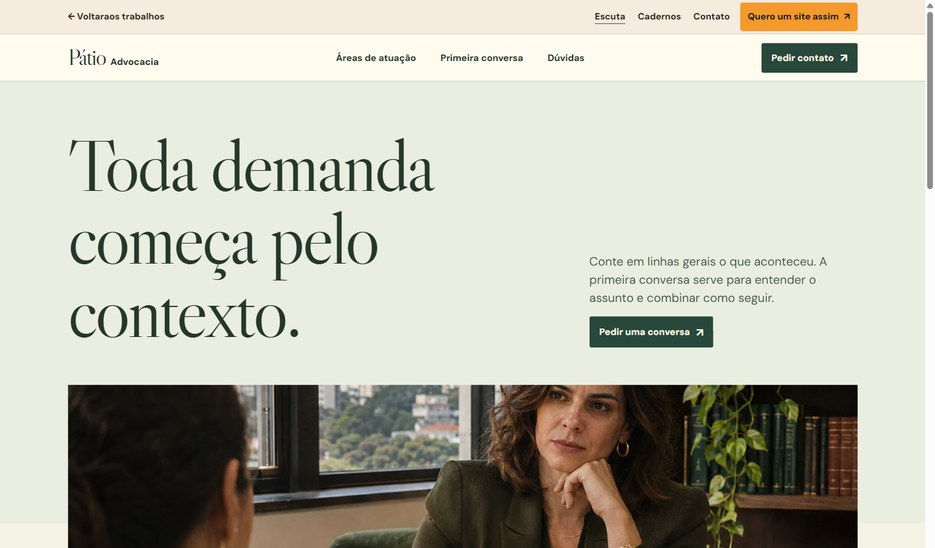 ← Voltaraos trabalhos
Escuta
Cadernos
Contato
Quero um site assim
Pátio Advocacia
Áreas de atuação
Primeira conversa
Dúvidas
Pedir contato
Toda demanda
começa pelo
contexto.
Conte em linhas gerais o que aconteceu. A
primeira conversa serve para entender o
assunto e combinar como seguir.
Pedir uma conversa